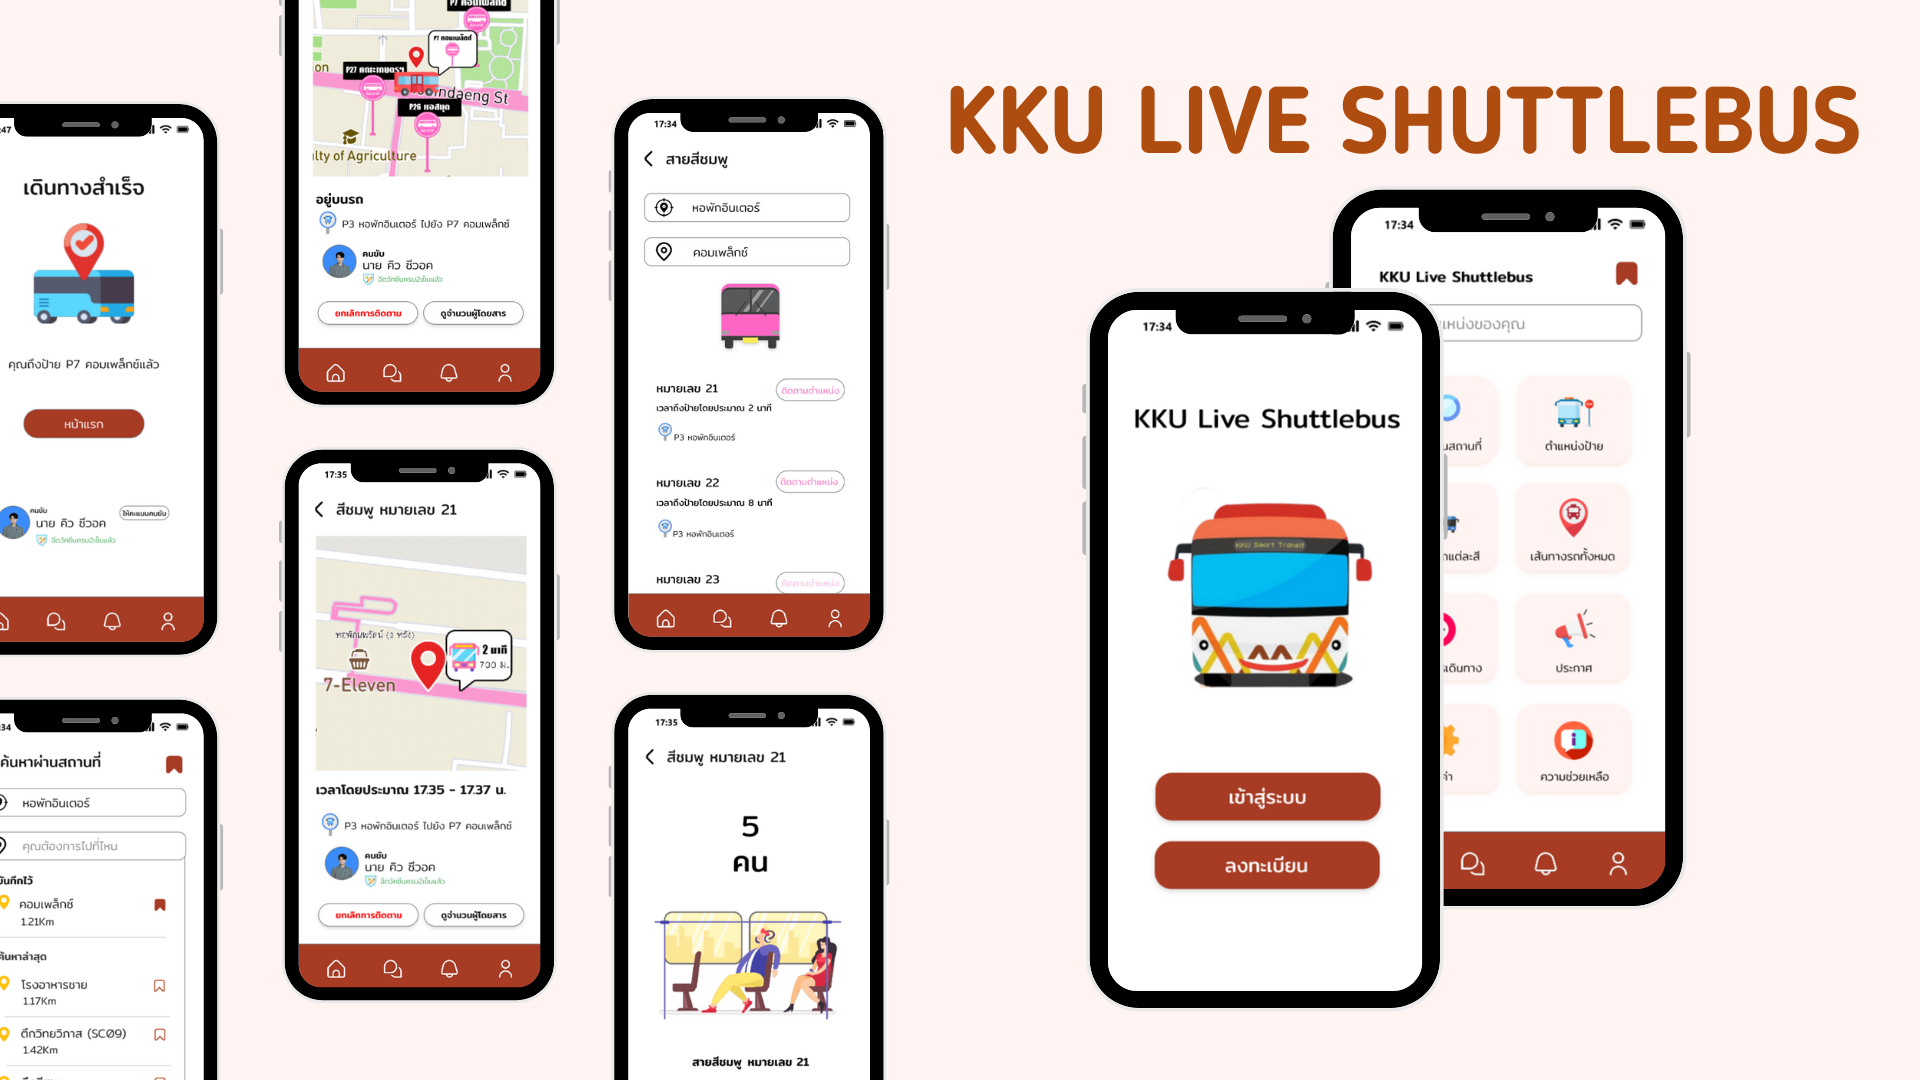 KKU LIVE SHUTTLEBUS
:47
เดินทางสำเร็จ
คุณถึงป้าย P7 คอมเพล็กซ์แล้ว
หน้าแรก
คนขับ
นาย คิว ชีวอค
ฉีดวัคซีนครบ2เข็มแล้ว
ให้คะแนนคนขับ
:34
ค้นหาผ่านสถานที่
หอพักอินเตอร์
คุณต้องการไปที่ไหน
บันทึกไว้
คอมเพล็กซ์
1.21Km
ค้นหาล่าสุด
โรงอาหารชาย
1.17Km
ตึกวิทยวิภาส (SC09)
1.42Km
P7 คอมเพล็กซ์
P7 คอมเพล็กซ์
on
P27 คณะเกษตรฯ
ndaeng St
P26 หอสมุด
lty of Agriculture
อยู่บนรถ
P3 หอพักอินเตอร์ ไปยัง P7 คอมเพล็กซ์
คนขับ
นาย คิว ชีวอค
ฉีดวัคซีนครบ2เข็มแล้ว
ยกเลิกการติดตาม
ดูจำนวนผู้โดยสาร
17:35
สีชมพู หมายเลข 21
2 นาที
700 ม.
7-Eleven
เวลาโดยประมาณ 17.35 - 17.37 น.
P3 หอพักอินเตอร์ ไปยัง P7 คอมเพล็กซ์
คนขับ
นาย คิว ชีวอค
ฉีดวัคซีนครบ2เข็มแล้ว
ยกเลิกการติดตาม
ดูจำนวนผู้โดยสาร
17:34
สายสีชมพู
หอพักอินเตอร์
คอมเพล็กซ์
หมายเลข 21
ติดตามตำแหน่ง
เวลาถึงป้ายโดยประมาณ 2 นาที
P3 หอพักอินเตอร์
หมายเลข 22
ติดตามตำแหน่ง
เวลาถึงป้ายโดยประมาณ 8 นาที
P3 หอพักอินเตอร์
หมายเลข 23
ติดตามตำแหน่ง
17:35
สีชมพู หมายเลข 21
5
คน
สายสีชมพู หมายเลข 21
17:34
KKU Live Shuttlebus
KKU Smart Transit
เข้าสู่ระบบ
ลงทะเบียน
17:34
KKU Live Shuttlebus
หน่งของคุณ
นสถานที่
ตำแหน่งป้าย
แต่ละสี
เส้นทางรถทั้งหมด
เดินทาง
ประกาศ
ค่า
ความช่วยเหลือ